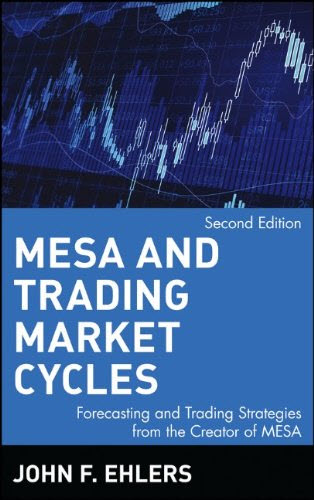 Second Edition
MESA AND
TRADING
MARKET
CYCLES
Forecasting and Trading Strategies
from the Creator of MESA
JOHN F. EHLERS